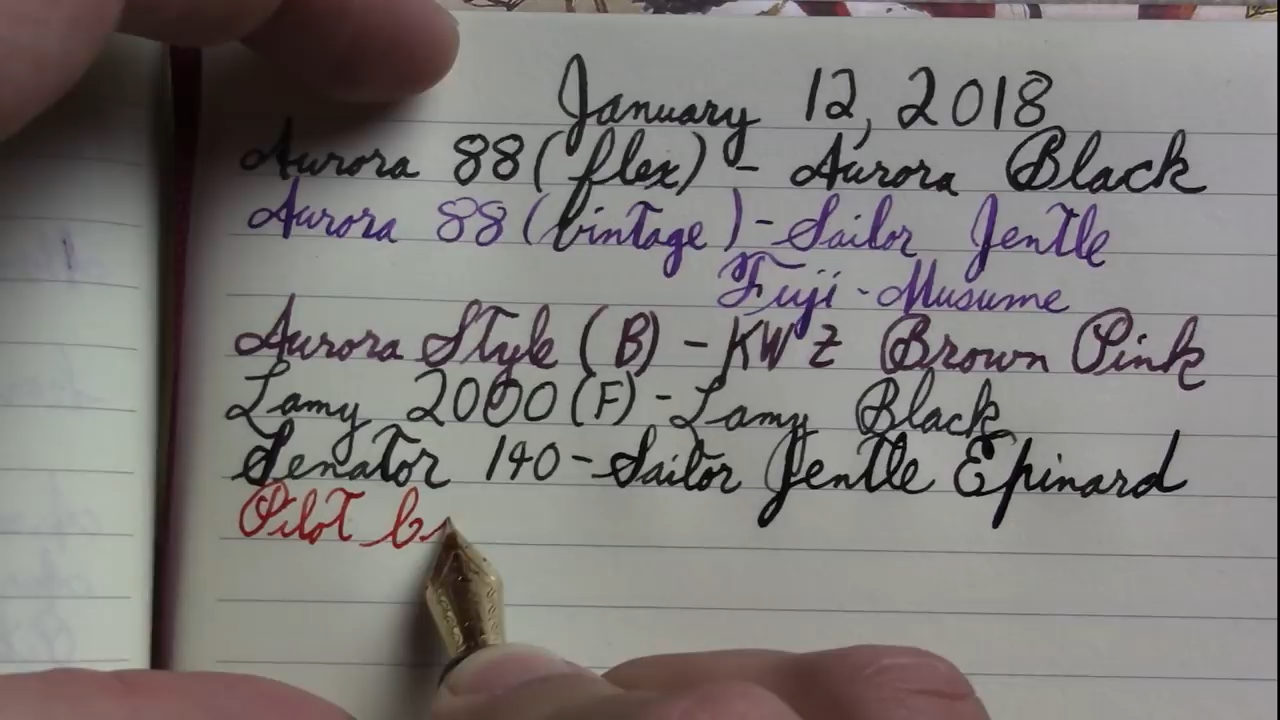 January 12, 2018
Aurora 88 (flex) - Aurora Black
Aurora 88 (vintage) - Sailor Jentle
Fuji-Musume
Aurora Style (B) - KWZ Brown Pink
Lamy 2000 (F) - Lamy Black
Senator 140 - Sailor Jentle Epinard
Pilot